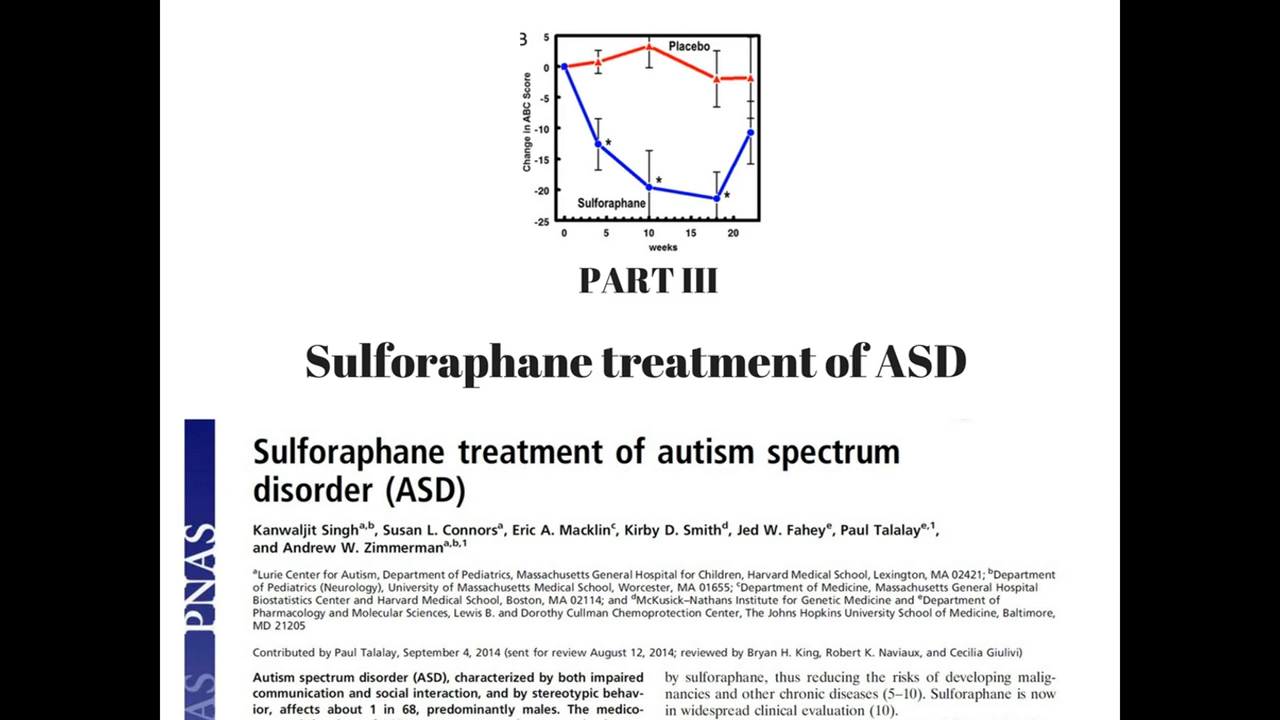 B
5
Placebo
0
-5
-10
-15
-20
-25
Change in ABC Score
*
*
*
Sulforaphane
0 5 10 15 20
weeks
PART III
Sulforaphane treatment of ASD
PNAS
PNAS
Sulforaphane treatment of autism spectrum
disorder (ASD)
Kanwaljit Singha,b, Susan L. Connorsa, Eric A. Macklinc, Kirby D. Smithd, Jed W. Faheye, Paul Talalaye,1,
and Andrew W. Zimmermana,b,1
aLurie Center for Autism, Department of Pediatrics, Massachusetts General Hospital for Children, Harvard Medical School, Lexington, MA 02421; bDepartment
of Pediatrics (Neurology), University of Massachusetts Medical School, Worcester, MA 01655; cDepartment of Medicine, Massachusetts General Hospital
Biostatistics Center and Harvard Medical School, Boston, MA 02114; and dMcKusick–Nathans Institute for Genetic Medicine and eDepartment of
Pharmacology and Molecular Sciences, Lewis B. and Dorothy Cullman Chemoprotection Center, The Johns Hopkins University School of Medicine, Baltimore,
MD 21205
Contributed by Paul Talalay, September 4, 2014 (sent for review August 12, 2014; reviewed by Bryan H. King, Robert K. Naviaux, and Cecilia Giulivi)
Autism spectrum disorder (ASD), characterized by both impaired
communication and social interaction, and by stereotypic behav-
ior, affects about 1 in 68, predominantly males. The medico-
by sulforaphane, thus reducing the risks of developing malig-
nancies and other chronic diseases (5–10). Sulforaphane is now
in widespread clinical evaluation (10).